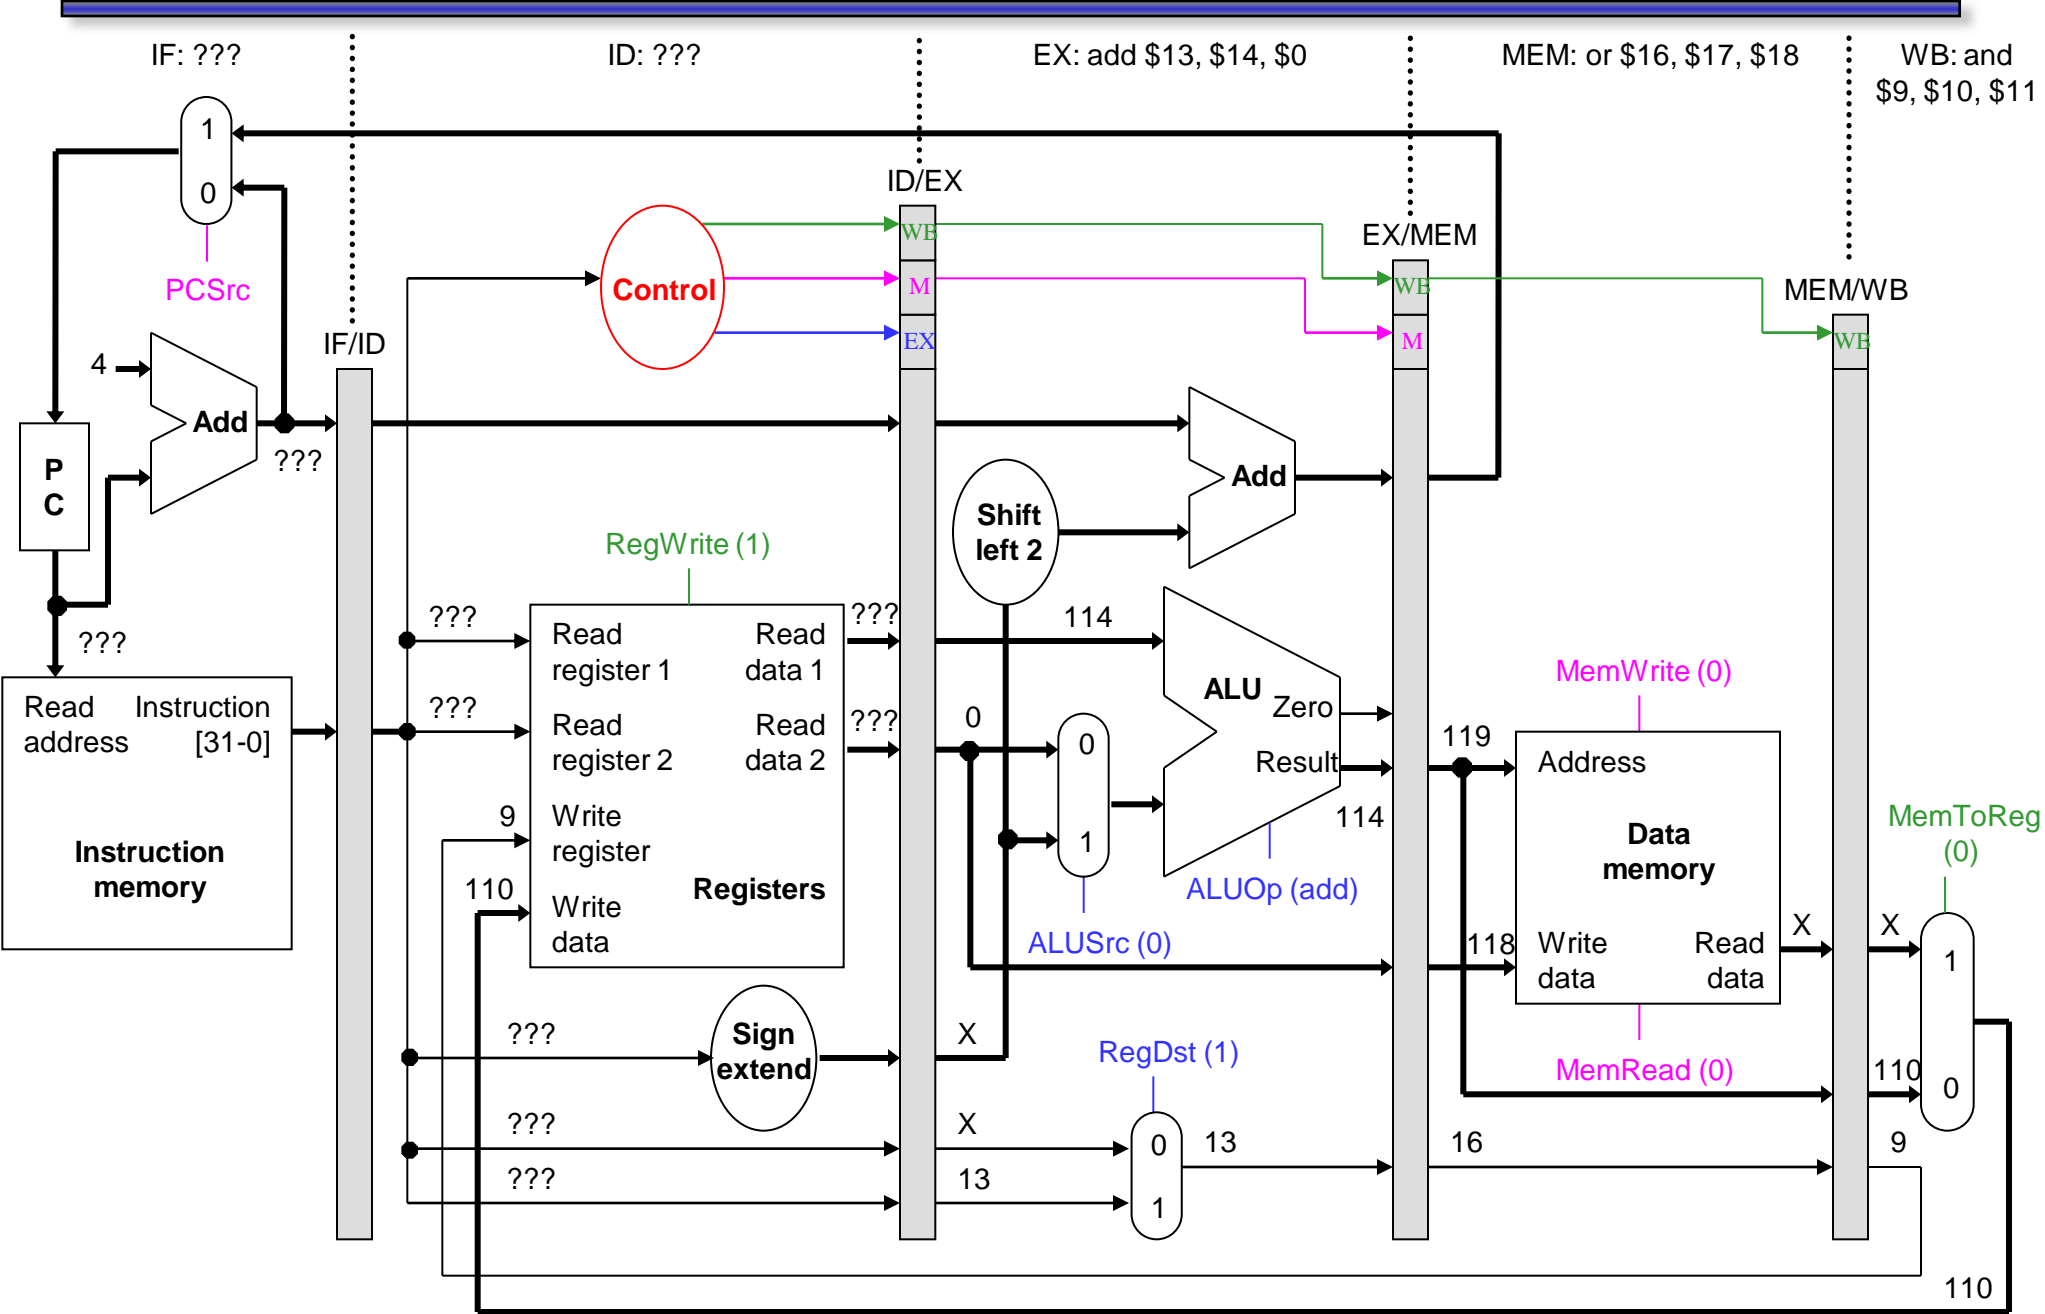 IF: ???
ID: ???
EX: add $13, $14, $0
MEM: or $16, $17, $18
WB: and
$9, $10, $11
1
0
PCSrc
ID/EX
WB
M
EX
Control
EX/MEM
WB
M
MEM/WB
WB
IF/ID
4
Add
???
P
C
Add
Shift
left 2
RegWrite (1)
???
???
Read
register 1
Read
data 1
???
114
ALU
Zero
Result
114
MemWrite (0)
Read
address
Instruction
[31-0]
Instruction
memory
???
Read
register 2
Read
data 2
???
0
0
1
119
Address
Data
memory
9
Write
register
110
Write
data
Registers
ALUOp (add)
ALUSrc (0)
MemToReg
(0)
118
Write
data
Read
data
X
X
1
0
???
Sign
extend
X
RegDst (1)
MemRead (0)
110
???
X
0
1
13
16
9
???
13
110